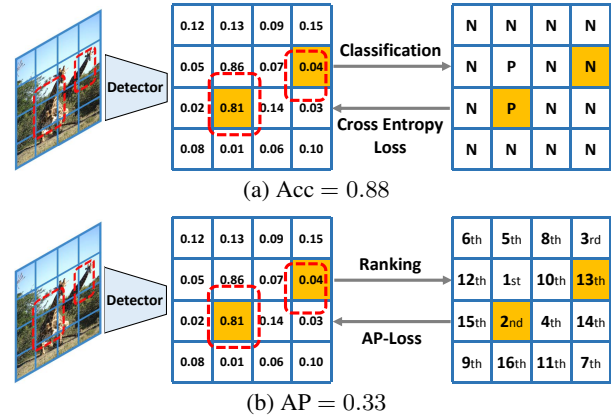 0.12 0.13 0.09 0.15
0.05 0.86 0.07 0.04
0.02 0.81 0.14 0.03
0.08 0.01 0.06 0.10
Detector
Classification
Cross Entropy
Loss
N N N N
N P N N
N P N N
N N N N
(a) Acc = 0.88
0.12 0.13 0.09 0.15
0.05 0.86 0.07 0.04
0.02 0.81 0.14 0.03
0.08 0.01 0.06 0.10
Detector
Ranking
AP-Loss
6th 5th 8th 3rd
12th 1st 10th 13th
15th 2nd 4th 14th
9th 16th 11th 7th
(b) AP = 0.33